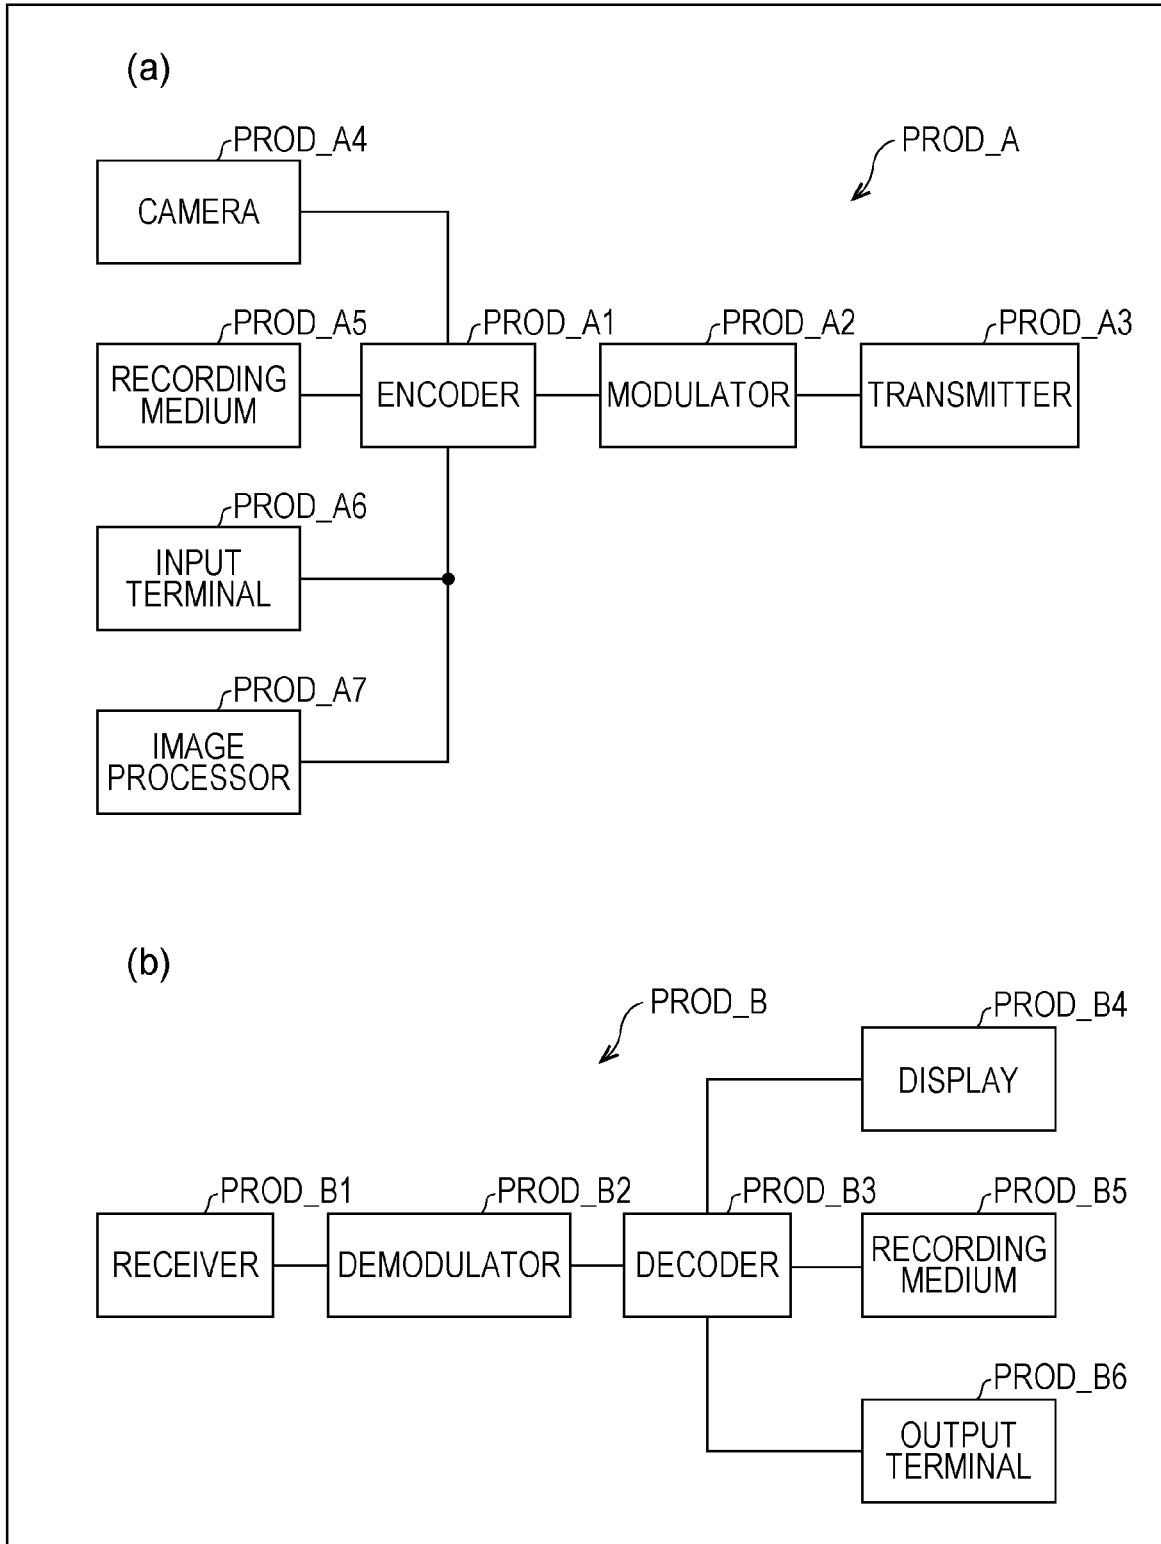 (a)
PROD_A4
PROD_A
CAMERA
PROD_A5
PROD_A1
PROD_A2
PROD_A3
RECORDING
MEDIUM
ENCODER
MODULATOR
TRANSMITTER
PROD_A6
INPUT
TERMINAL
PROD_A7
IMAGE
PROCESSOR
(b)
PROD_B
PROD_B4
DISPLAY
PROD_B1
PROD_B2
PROD_B3
PROD_B5
RECEIVER
DEMODULATOR
DECODER
RECORDING
MEDIUM
PROD_B6
OUTPUT
TERMINAL